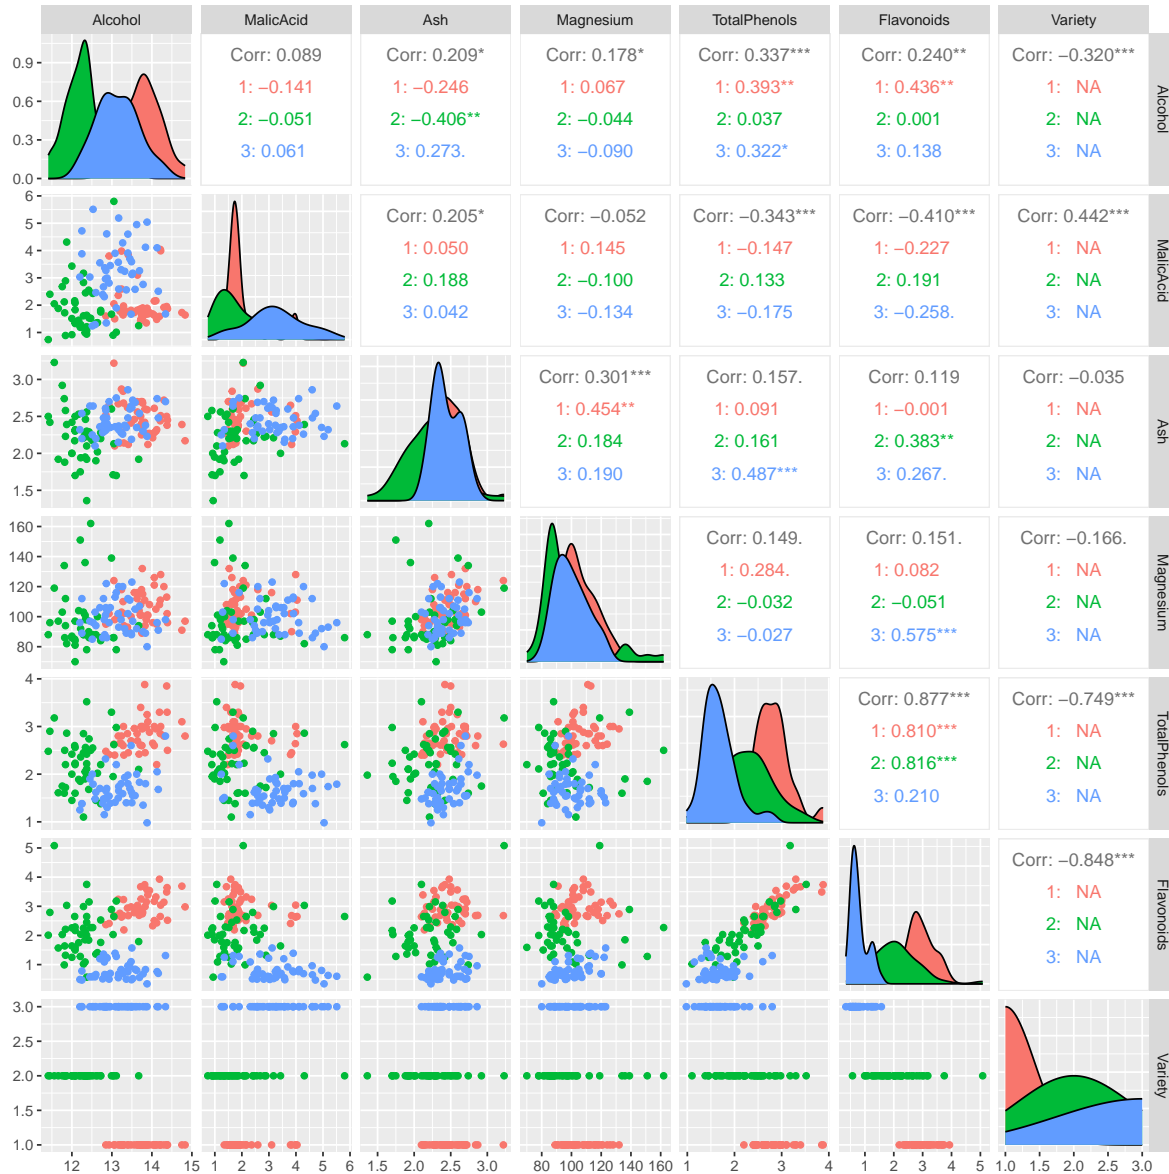 Alcohol MalicAcid Ash Magnesium TotalPhenols Flavonoids Variety
Corr: 0.089 Corr: 0.209* Corr: 0.178* Corr: 0.337*** Corr: 0.240** Corr: −0.320***
0.9
1: −0.141 1: −0.246 1: 0.067 1: 0.393** 1: 0.436** 1: NA
0.6
2: −0.051 2: −0.406** 2: −0.044 2: 0.037 2: 0.001 2: NA
0.3
3: 0.061 3: 0.273. 3: −0.090 3: 0.322* 3: 0.138 3: NA
0.0
Alcohol
6
Corr: 0.205* Corr: −0.052 Corr: −0.343*** Corr: −0.410*** Corr: 0.442***
5
1: 0.050 1: 0.145 1: −0.147 1: −0.227 1: NA
4
3
2: 0.188 2: −0.100 2: 0.133 2: 0.191 2: NA
2
3: 0.042 3: −0.134 3: −0.175 3: −0.258. 3: NA
1
MalicAcid
3.0
Corr: 0.301*** Corr: 0.157. Corr: 0.119 Corr: −0.035
2.5
1: 0.454** 1: 0.091 1: −0.001 1: NA
2: 0.184 2: 0.161 2: 0.383** 2: NA
2.0
3: 0.190 3: 0.487*** 3: 0.267. 3: NA
1.5
Ash
160
Corr: 0.149. Corr: 0.151. Corr: −0.166.
140
1: 0.284. 1: 0.082 1: NA
120
2: −0.032 2: −0.051 2: NA
100
3: −0.027 3: 0.575*** 3: NA
80
Magnesium
4
Corr: 0.877*** Corr: −0.749***
3
1: 0.810*** 1: NA
2: 0.816*** 2: NA
2
3: 0.210 3: NA
1
TotalPhenols
5
Corr: −0.848***
4
1: NA
3
2: NA
2
3: NA
1
Flavonoids
3.0
2.5
2.0
1.5
1.0
Variety
12 13 14 15 1 2 3 4 5 6 1.5 2.0 2.5 3.0 80 100 120 140 160 1 2 3 4 1 2 3 4 5 1.0 1.5 2.0 2.5 3.0